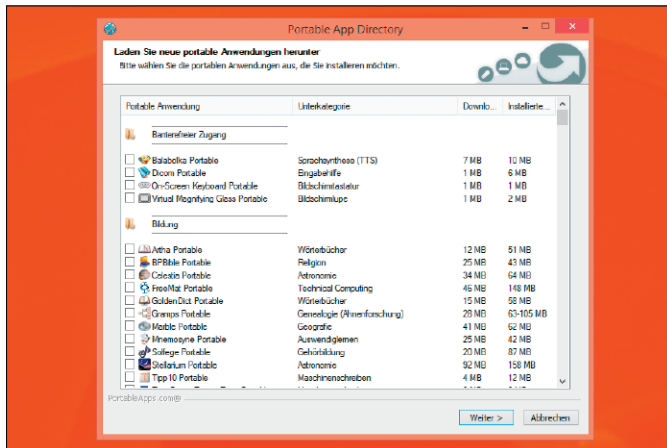 Portable App Directory
Laden Sie neue portable Anwendungen herunter
Bitte wählen Sie die portablen Anwendungen aus, die Sie installieren möchten.
Portable Anwendung Unterkategorie Downlo... Installierte...
Barrierefreier Zugang
Balabolka Portable Sprachsynthese (TTS) 7 MB 10 MB
Dicom Portable Eingabehilfe 1 MB 6 MB
On-Screen Keyboard Portable Bildschirmtastatur 1 MB 1 MB
Virtual Magnifying Glass Portable Bildschirmlupe 1 MB 2 MB
Bildung
Artha Portable Wörterbücher 12 MB 51 MB
BPBible Portable Religion 25 MB 43 MB
Celestia Portable Astronomie 34 MB 64 MB
FreeMat Portable Technical Computing 46 MB 148 MB
GoldenDict Portable Wörterbücher 15 MB 58 MB
Gramps Portable Genealogie (Ahnenforschung) 28 MB 63-105 MB
Marble Portable Geografie 41 MB 62 MB
Mnemosyne Portable Auswendiglernen 25 MB 42 MB
Solfege Portable Gehörbildung 20 MB 87 MB
Stellarium Portable Astronomie 92 MB 158 MB
Tipp10 Portable Maschinenschreiben 4 MB 12 MB
PortableApps.com®
Weiter > Abbrechen